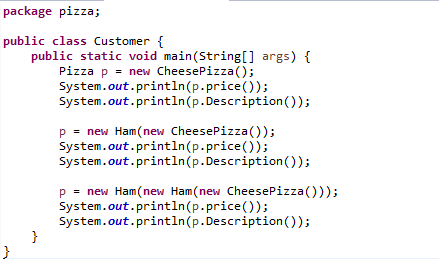 package pizza;

public class Customer {
    public static void main(String[] args) {
        Pizza p = new CheesePizza();
        System.out.println(p.price());
        System.out.println(p.Description());

        p = new Ham(new CheesePizza());
        System.out.println(p.price());
        System.out.println(p.Description());

        p = new Ham(new Ham(new CheesePizza()));
        System.out.println(p.price());
        System.out.println(p.Description());
    }
}